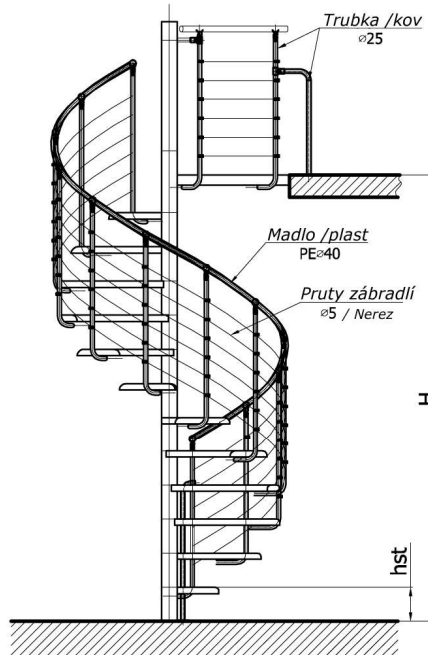 Trubka /kov
⌀25
Madlo /plast
PE⌀40
Pruty zábradlí
⌀5 / Nerez
H
hst